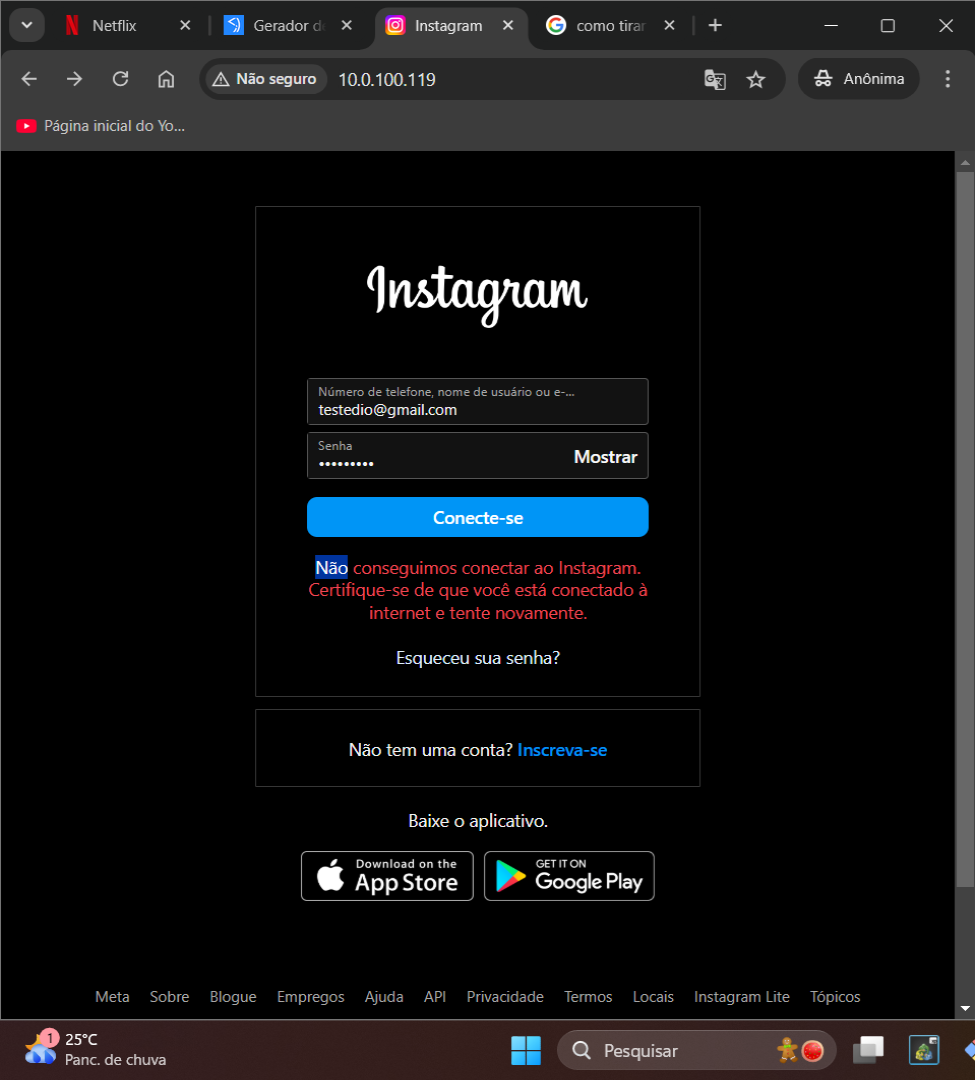 Netflix
Gerador de
Instagram
como tirar
Não seguro
10.0.100.119
Anônima
Página inicial do Yo...
Instagram
Número de telefone, nome de usuário ou e-...
testedio@gmail.com
Senha
•••••••••
Mostrar
Conecte-se
Não conseguimos conectar ao Instagram.
Certifique-se de que você está conectado à
internet e tente novamente.
Esqueceu sua senha?
Não tem uma conta? Inscreva-se
Baixe o aplicativo.
Download on the
App Store
GET IT ON
Google Play
Meta Sobre Blogue Empregos Ajuda API Privacidade Termos Locais Instagram Lite Tópicos
1
25°C
Panc. de chuva
Pesquisar